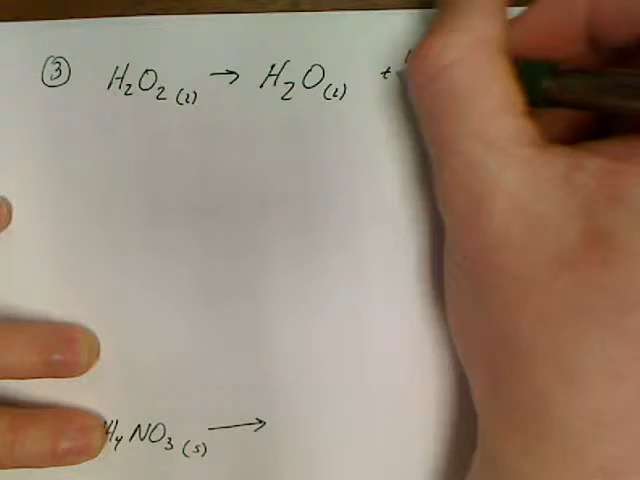 ③ H₂O₂ (l) → H₂O (l) +
H₄NO₃ (s) →